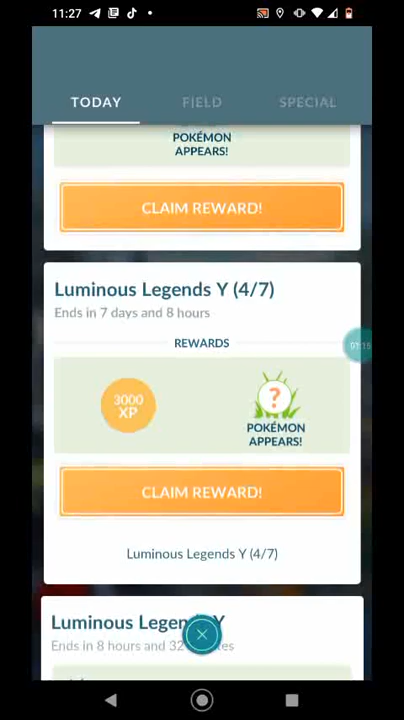 11:27
TODAY
FIELD
SPECIAL
POKÉMON
APPEARS!
CLAIM REWARD!
Luminous Legends Y (4/7)
Ends in 7 days and 8 hours
REWARDS
3000
XP
?
POKÉMON
APPEARS!
CLAIM REWARD!
Luminous Legends Y (4/7)
Luminous Legends Y
Ends in 8 hours and 32